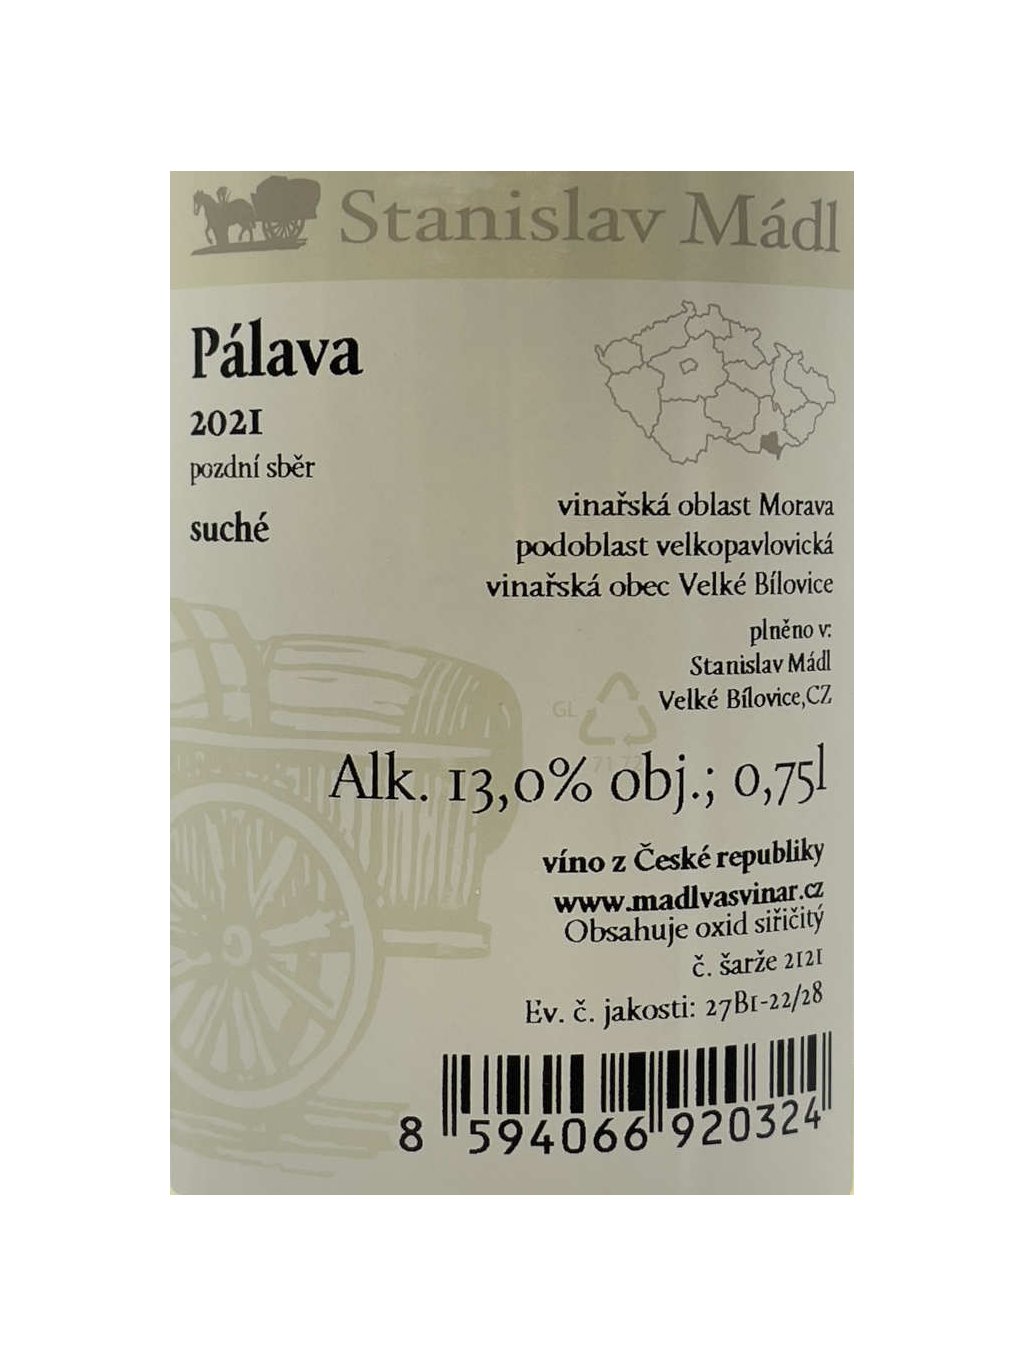 Stanislav Mádl
Pálava
2021
pozdní sběr
suché
vinařská oblast Morava
podoblast velkopavlovická
vinařská obec Velké Bílovice
plněno v:
Stanislav Mádl
Velké Bílovice,CZ
GL
71 72
Alk. 13,0% obj.; 0,75l
víno z České republiky
www.madlvasvinar.cz
Obsahuje oxid siřičitý
č. šarže 2121
Ev. č. jakosti: 27B1-22/28
8 594066 920324